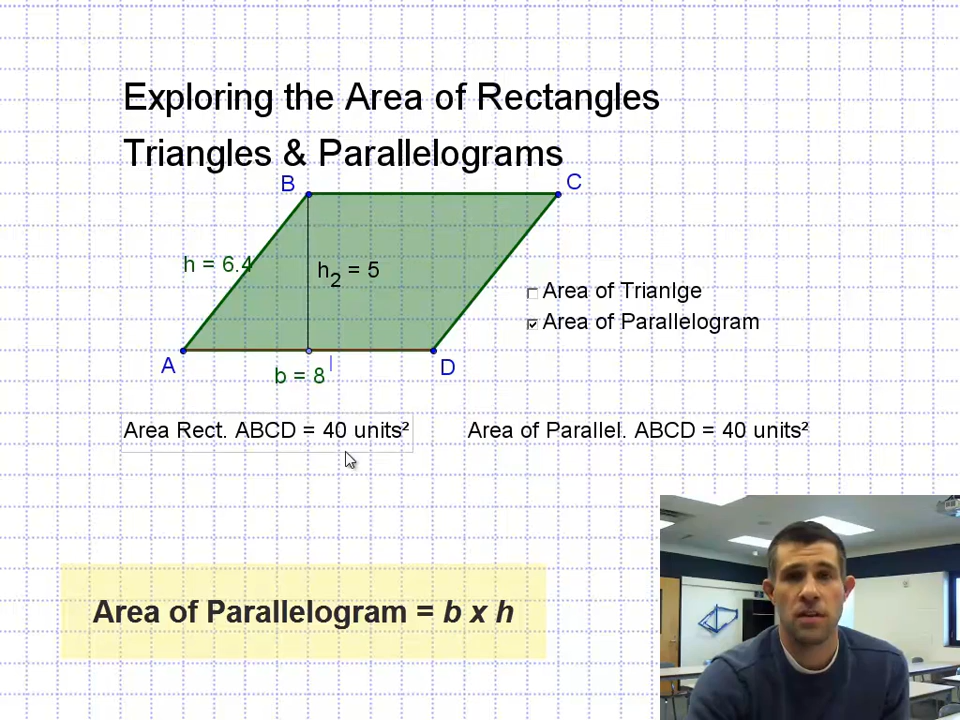 Exploring the Area of Rectangles
Triangles & Parallelograms
B
C
h = 6.4
h2 = 5
Area of Trianlge
Area of Parallelogram
A
D
b = 8
Area Rect. ABCD = 40 units²
Area of Parallel. ABCD = 40 units²
Area of Parallelogram = b x h